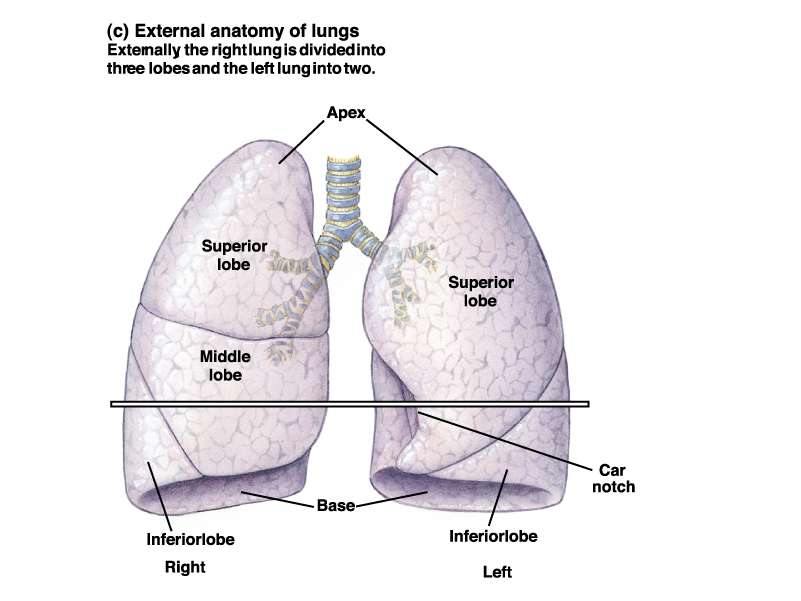 (c) External anatomy of lungs
Externally the right lung is divided into
three lobes and the left lung into two.
Apex
Superior
lobe
Superior
lobe
Middle
lobe
Car
notch
Base
Inferiorlobe
Inferiorlobe
Right
Left